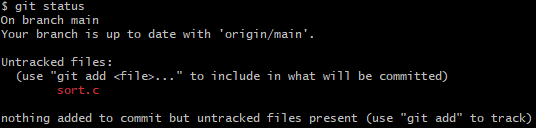 $ git status
On branch main
Your branch is up to date with 'origin/main'.

Untracked files:
  (use "git add <file>..." to include in what will be committed)
        sort.c

nothing added to commit but untracked files present (use "git add" to track)